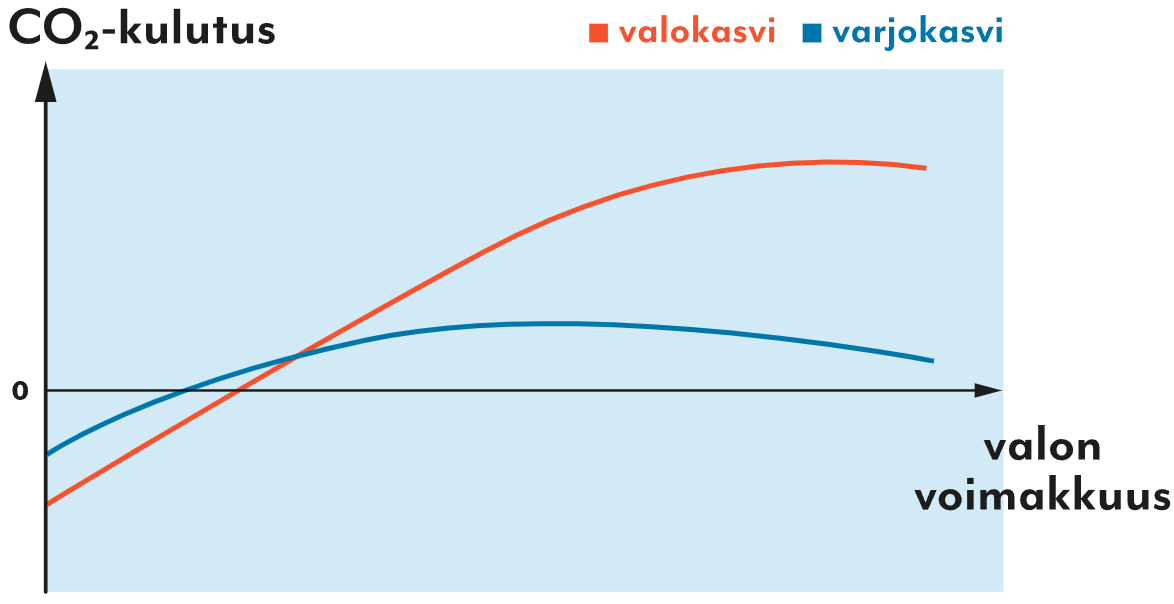 CO₂-kulutus
valokasvi varjokasvi
0
valon
voimakkuus